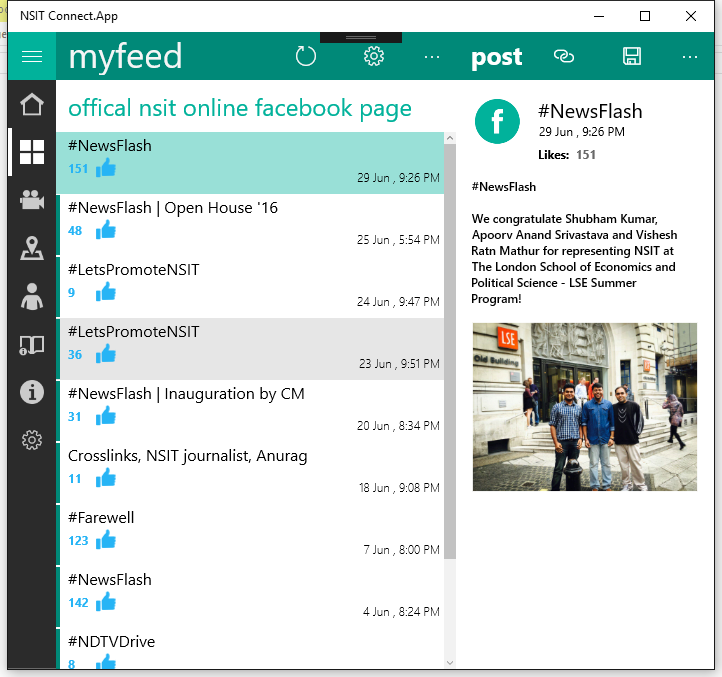 NSIT Connect.App
myfeed
post
offical nsit online facebook page
#NewsFlash
151
29 Jun , 9:26 PM
#NewsFlash | Open House '16
48
25 Jun , 5:54 PM
#LetsPromoteNSIT
9
24 Jun , 9:47 PM
#LetsPromoteNSIT
36
23 Jun , 9:51 PM
#NewsFlash | Inauguration by CM
31
20 Jun , 8:34 PM
Crosslinks, NSIT journalist, Anurag
11
18 Jun , 9:08 PM
#Farewell
123
7 Jun , 8:00 PM
#NewsFlash
142
4 Jun , 8:24 PM
#NDTVDrive
8
#NewsFlash
29 Jun , 9:26 PM
Likes: 151
#NewsFlash
We congratulate Shubham Kumar,
Apoorv Anand Srivastava and Vishesh
Ratn Mathur for representing NSIT at
The London School of Economics and
Political Science - LSE Summer
Program!
LSE
Old Building